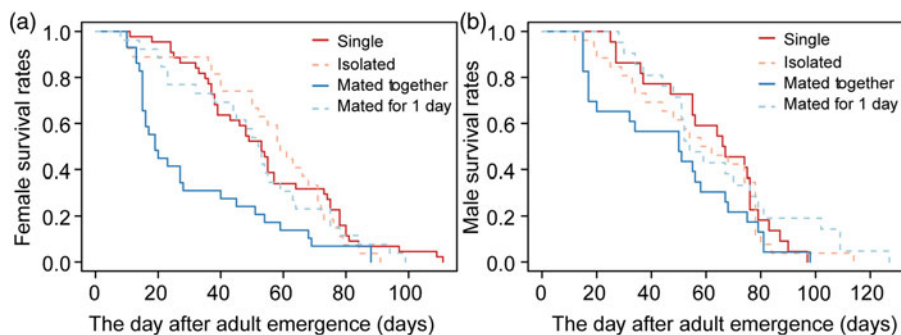 (a)
Female survival rates
1.0
0.8
0.6
0.4
0.2
0.0
0 20 40 60 80 100
The day after adult emergence (days)
Single
Isolated
Mated together
Mated for 1 day
(b)
Male survival rates
1.0
0.8
0.6
0.4
0.2
0.0
0 20 40 60 80 100 120
The day after adult emergence (days)
Single
Isolated
Mated together
Mated for 1 day